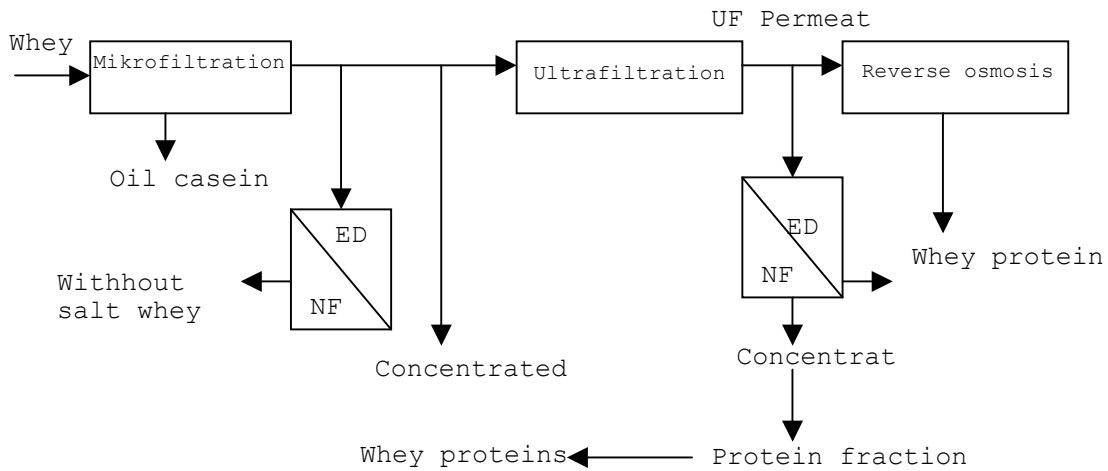 UF Permeat
Whey
Mikrofiltration
Ultrafiltration
Reverse osmosis
Oil casein
ED
NF
ED
NF
Withhout
salt whey
Whey protein
Concentrated
Concentrat
Whey proteins
Protein fraction